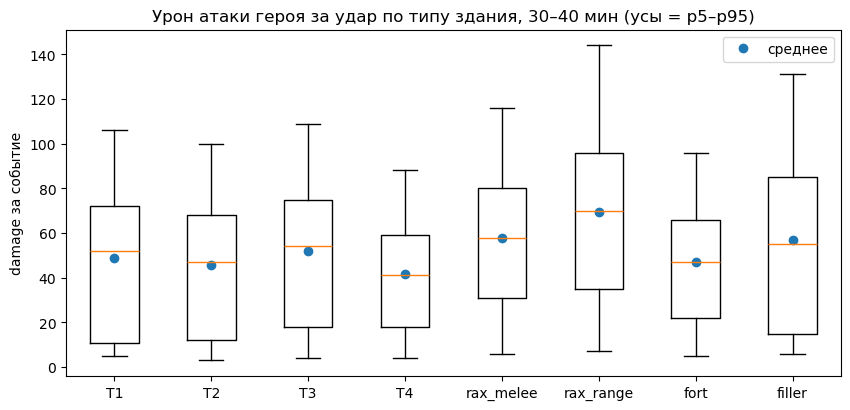 Урон атаки героя за удар по типу здания, 30–40 мин (усы = p5–p95)
среднее
damage за событие
140
120
100
80
60
40
20
0
T1 T2 T3 T4 rax_melee rax_range fort filler